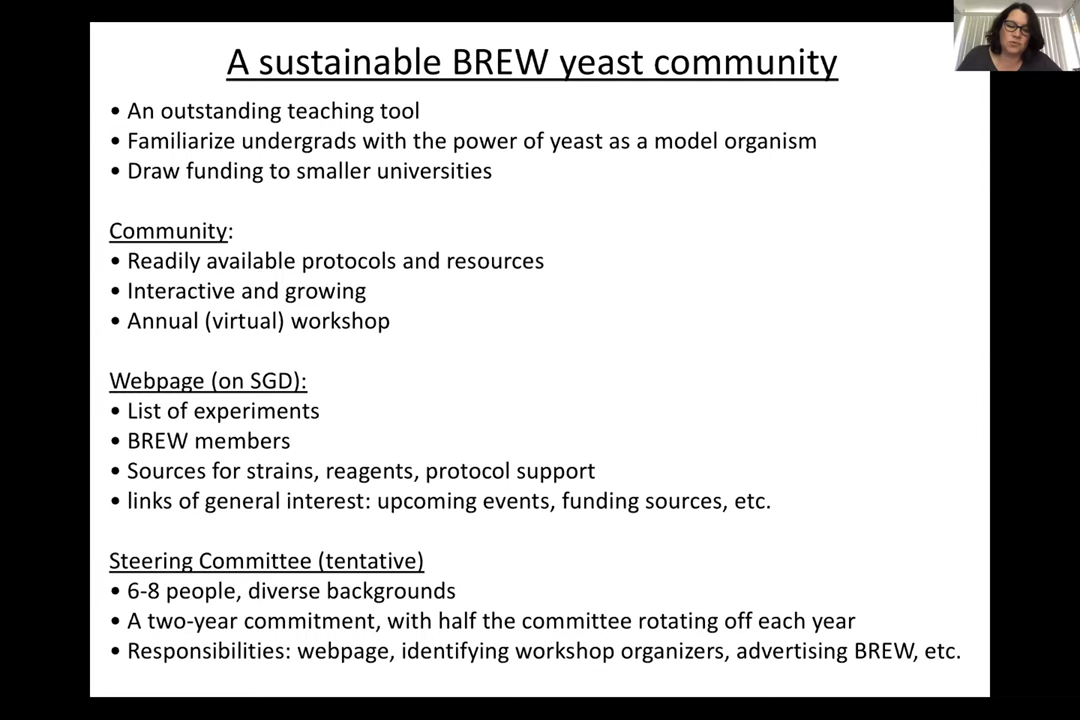 A sustainable BREW yeast community
• An outstanding teaching tool
• Familiarize undergrads with the power of yeast as a model organism
• Draw funding to smaller universities
Community:
• Readily available protocols and resources
• Interactive and growing
• Annual (virtual) workshop
Webpage (on SGD):
• List of experiments
• BREW members
• Sources for strains, reagents, protocol support
• links of general interest: upcoming events, funding sources, etc.
Steering Committee (tentative)
• 6-8 people, diverse backgrounds
• A two-year commitment, with half the committee rotating off each year
• Responsibilities: webpage, identifying workshop organizers, advertising BREW, etc.